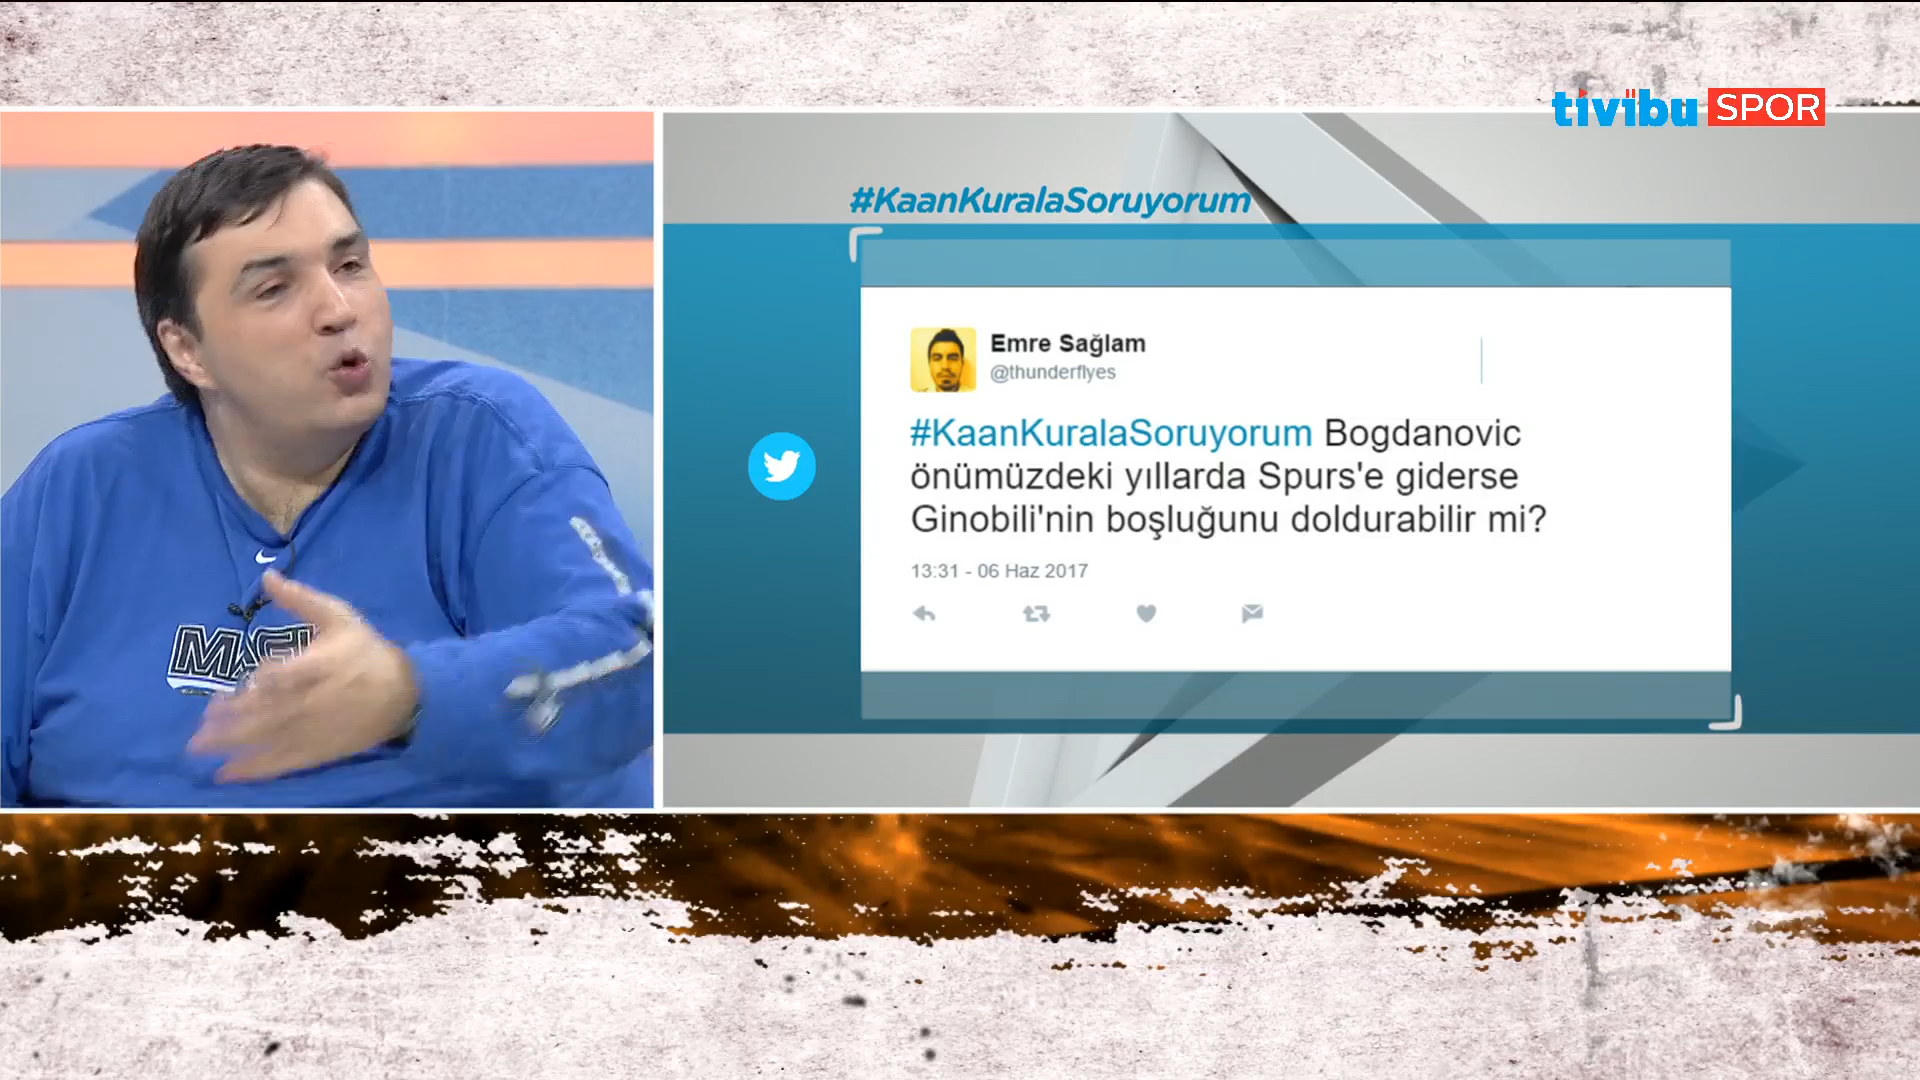 tivibu SPOR
#KaanKuralaSoruyorum
Emre Sağlam
@thunderflyes
#KaanKuralaSoruyorum Bogdanovic
önümüzdeki yıllarda Spurs'e giderse
Ginobili'nin boşluğunu doldurabilir mi?
13:31 - 06 Haz 2017